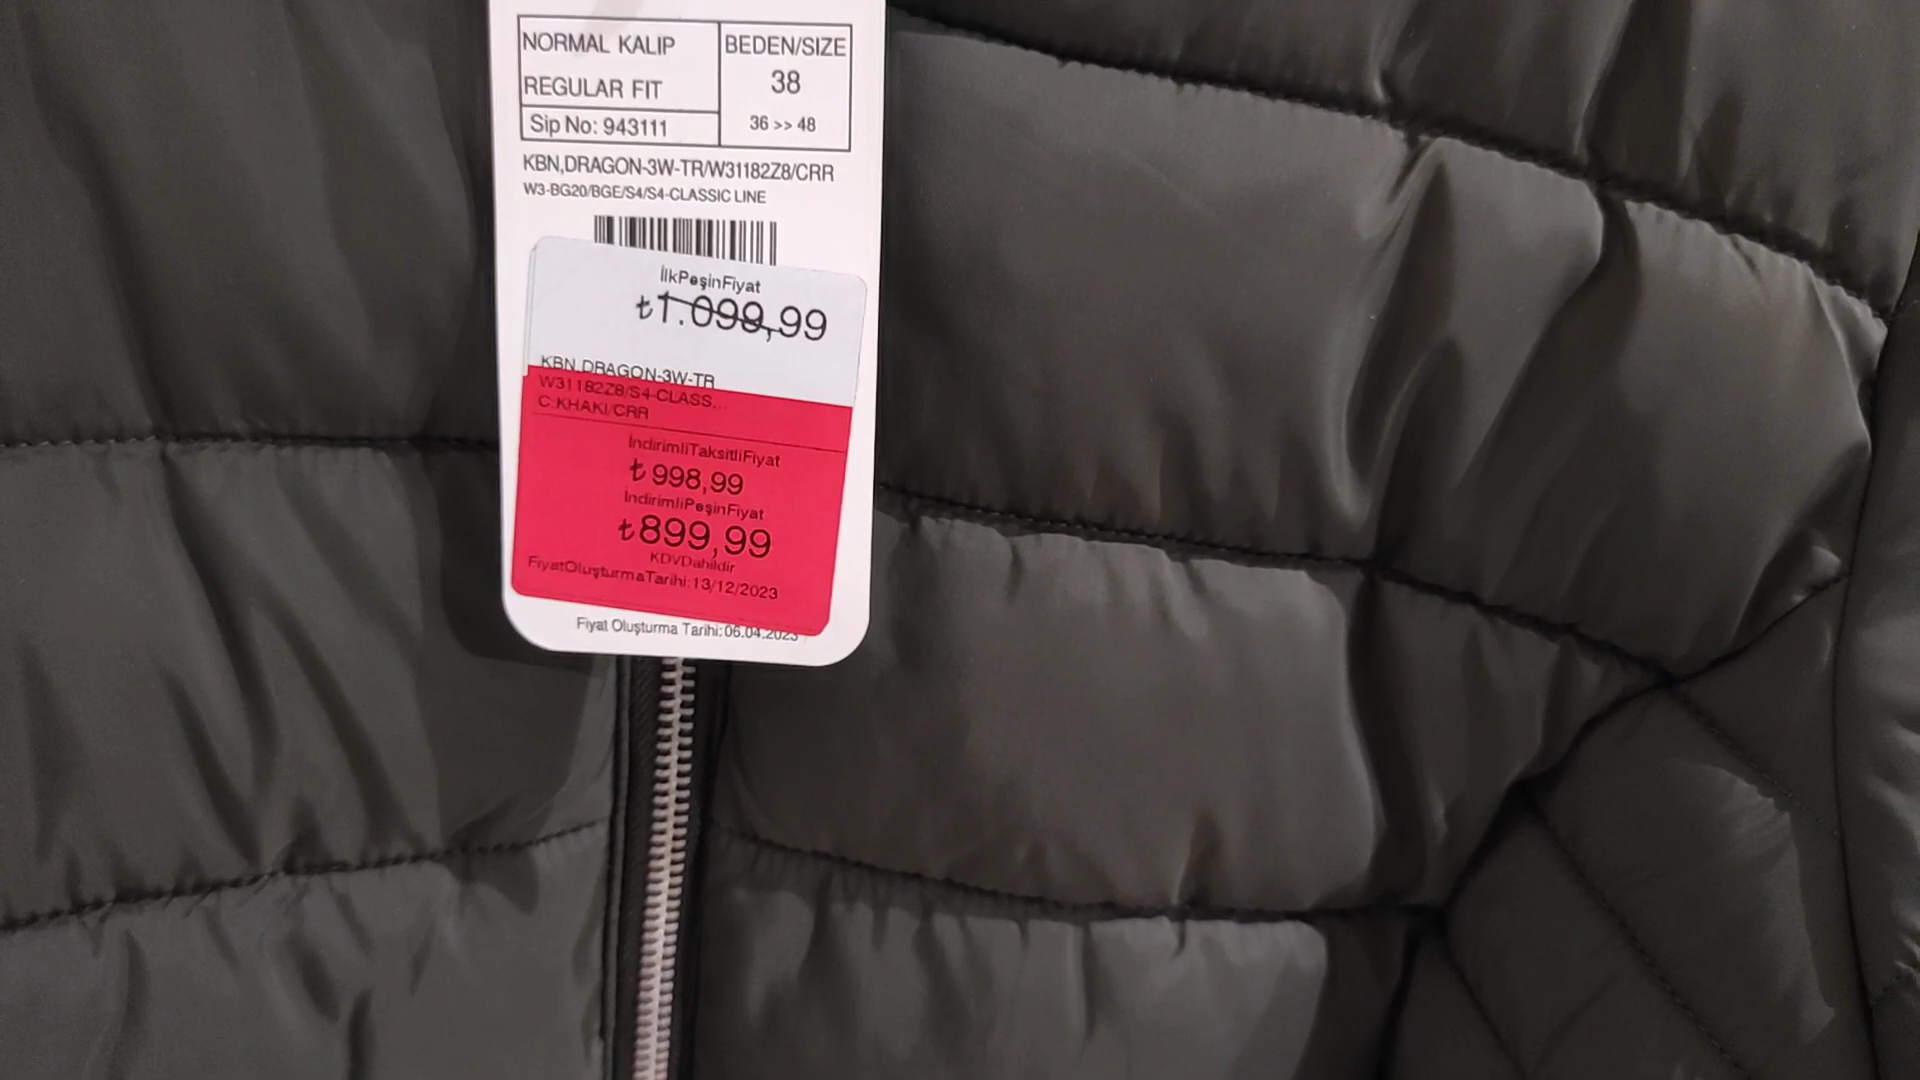 NORMAL KALIP
REGULAR FIT
Sip No: 943111
BEDEN/SIZE
38
36 >> 48
KBN,DRAGON-3W-TR/W31182Z8/CRR
W3-BG20/BGE/S4/S4-CLASSIC LINE
İlkPeşinFiyat
₺1.099,99
KBN,DRAGON-3W-TR
W31182Z8/S4-CLASS...
C.KHAKI/CRR
İndirimliTaksitliFiyat
₺998,99
İndirimliPeşinFiyat
₺899,99
KDVDahildir
FiyatOluşturmaTarihi:13/12/2023
Fiyat Oluşturma Tarihi:06.04.2023